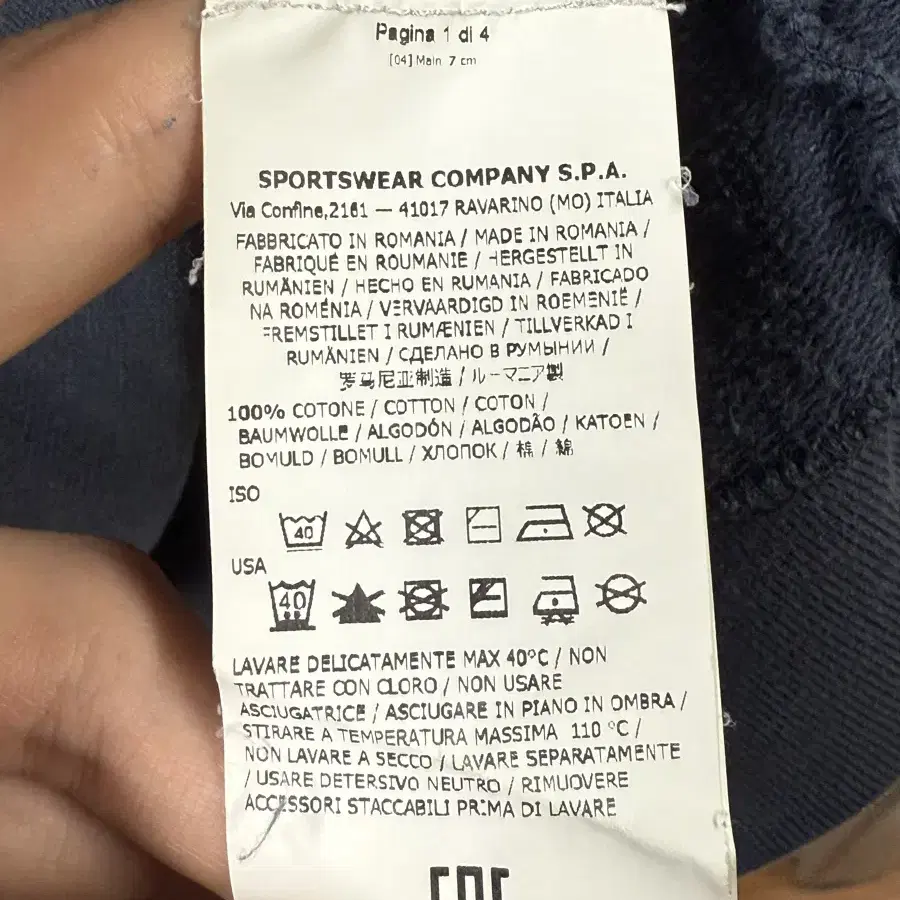 Pagina 1 di 4
[04] Main 7 cm
SPORTSWEAR COMPANY S.P.A.
Via Confine,2161 — 41017 RAVARINO (MO) ITALIA
FABBRICATO IN ROMANIA / MADE IN ROMANIA /
FABRIQUÉ EN ROUMANIE / HERGESTELLT IN
RUMÄNIEN / HECHO EN RUMANIA / FABRICADO
NA ROMÉNIA / VERVAARDIGD IN ROEMENIË /
FREMSTILLET I RUMÆNIEN / TILLVERKAD I
RUMÄNIEN / СДЕЛАНО В РУМЫНИИ /
罗马尼亚制造 / ルーマニア製
100% COTONE / COTTON / COTON /
BAUMWOLLE / ALGODÓN / ALGODÃO / KATOEN /
BOMULD / BOMULL / ХЛОПОК / 棉 / 綿
ISO
40
USA
40
LAVARE DELICATAMENTE MAX 40°C / NON
TRATTARE CON CLORO / NON USARE
ASCIUGATRICE / ASCIUGARE IN PIANO IN OMBRA /
STIRARE A TEMPERATURA MASSIMA 110 °C /
NON LAVARE A SECCO / LAVARE SEPARATAMENTE
/ USARE DETERSIVO NEUTRO / RIMUOVERE
ACCESSORI STACCABILI PRIMA DI LAVARE